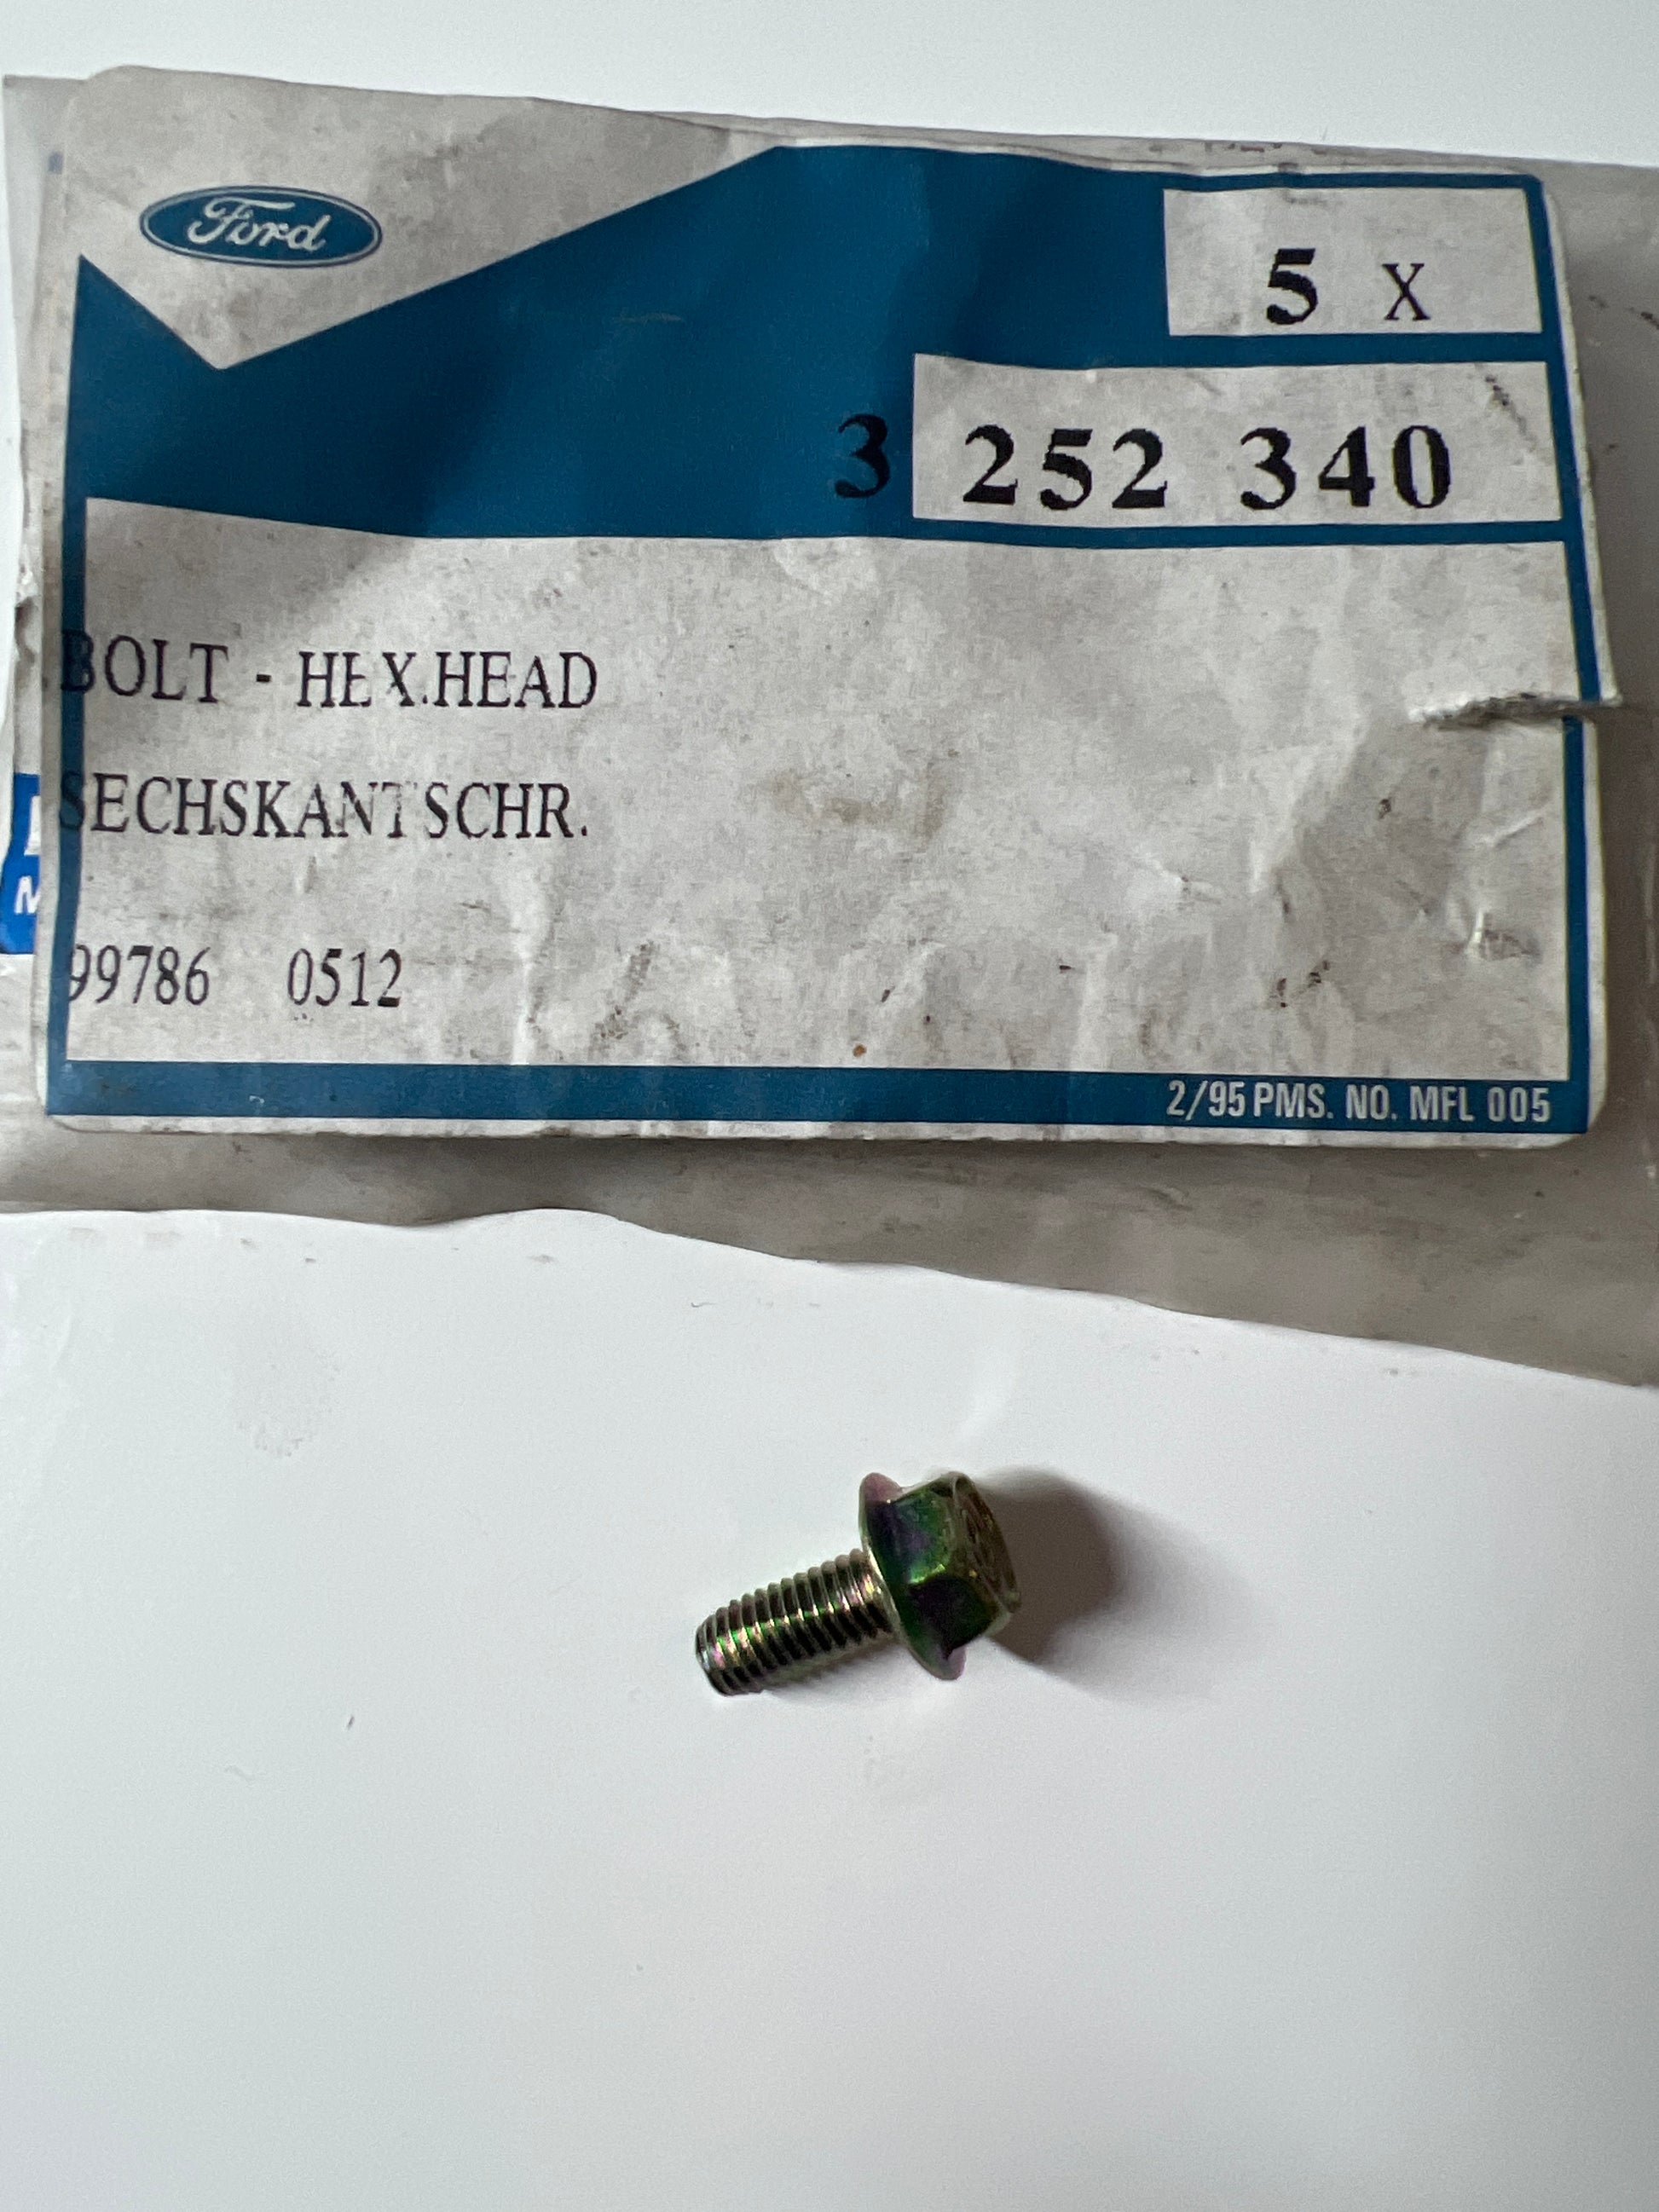 Ford
5 X
3 252 340
BOLT - HEX.HEAD
SECHSKANTSCHR.
99786 0512
2/95 PMS. NO. MFL 005